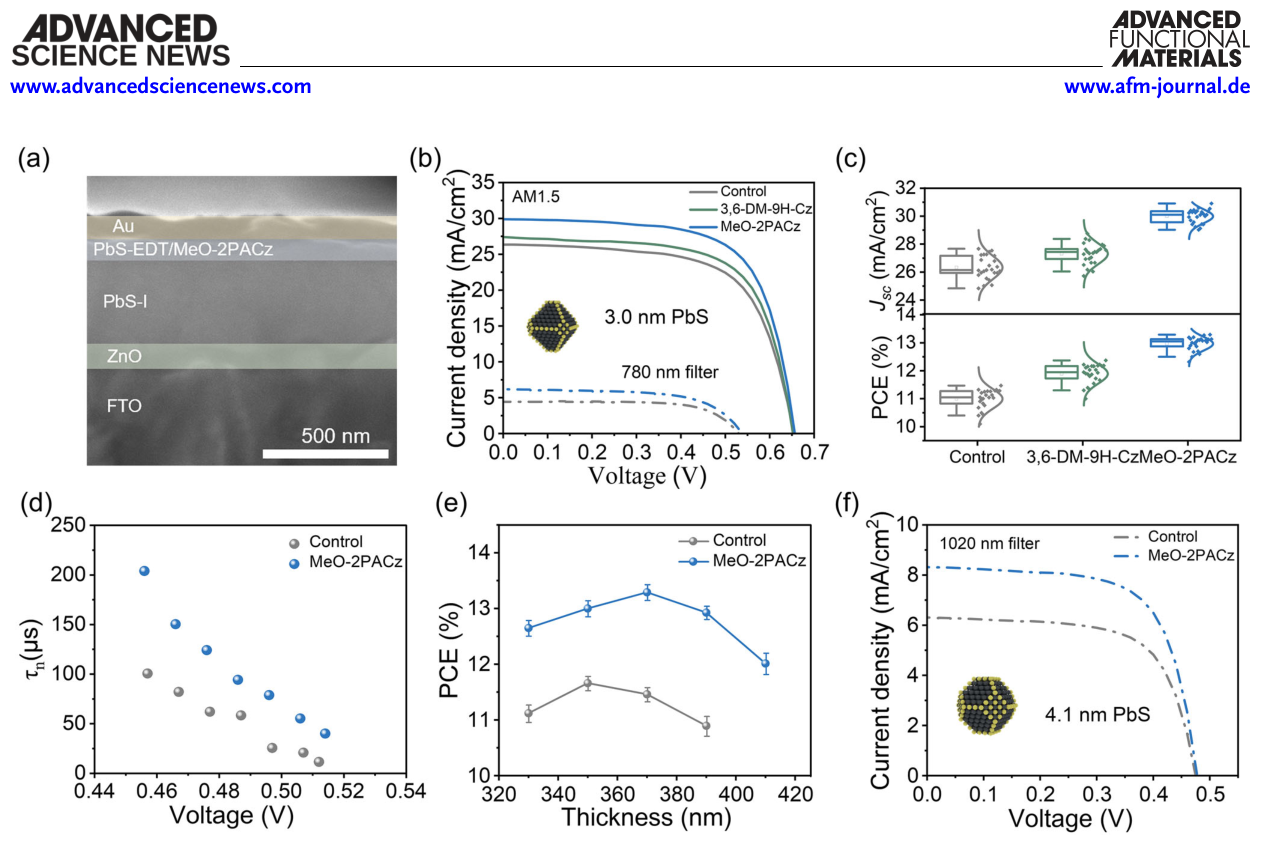 ADVANCED
SCIENCE NEWS
www.advancedsciencenews.com
ADVANCED
FUNCTIONAL
MATERIALS
www.afm-journal.de
(a)
Au
PbS-EDT/MeO-2PACz
PbS-I
ZnO
FTO
500 nm
(b)
Current density (mA/cm²)
35
30
25
20
15
10
5
0
AM1.5
Control
3,6-DM-9H-Cz
MeO-2PACz
3.0 nm PbS
780 nm filter
0.0 0.1 0.2 0.3 0.4 0.5 0.6 0.7
Voltage (V)
(c)
Jsc (mA/cm²)
32
30
28
26
24
PCE (%)
14
13
12
11
10
Control 3,6-DM-9H-Cz MeO-2PACz
(d)
τn(μs)
250
200
150
100
50
0
Control
MeO-2PACz
0.44 0.46 0.48 0.50 0.52 0.54
Voltage (V)
(e)
PCE (%)
14
13
12
11
10
Control
MeO-2PACz
320 340 360 380 400 420
Thickness (nm)
(f)
Current density (mA/cm²)
10
8
6
4
2
0
1020 nm filter
Control
MeO-2PACz
4.1 nm PbS
0.0 0.1 0.2 0.3 0.4 0.5
Voltage (V)